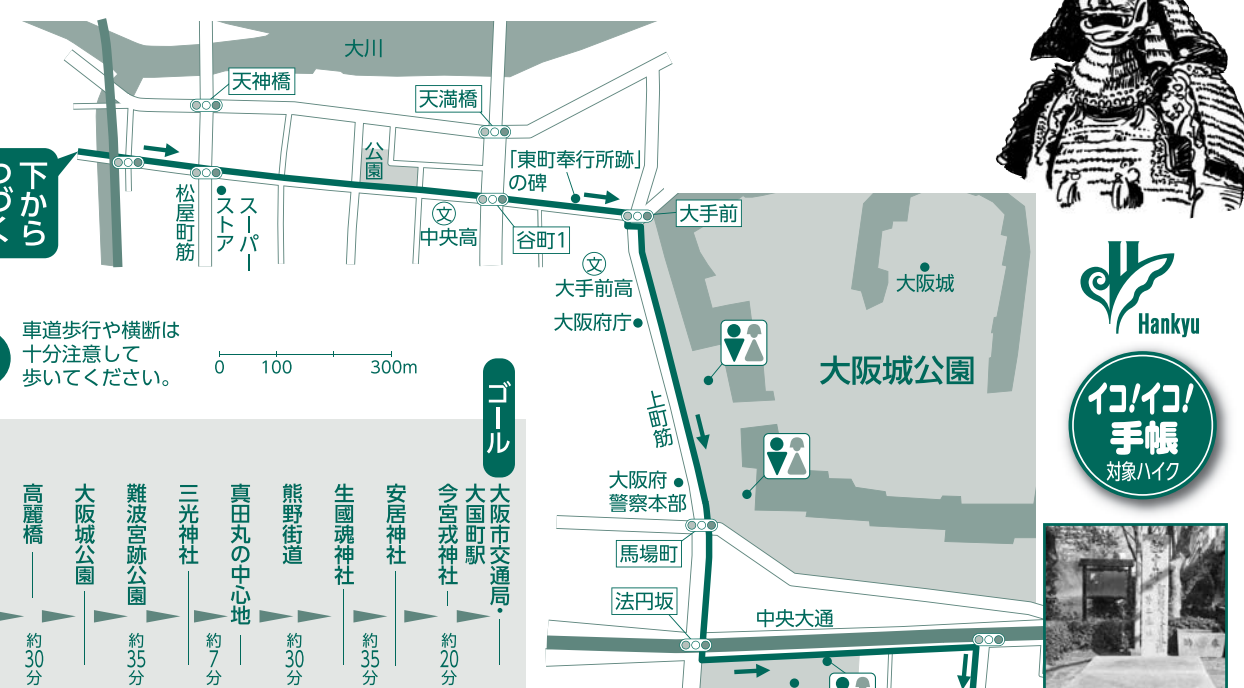 大川
天神橋
天満橋
公園
「東町奉行所跡」
の碑
下から
つづく
松屋町筋
スーパー
ストア
文
中央高
谷町1
大手前
文
大手前高
大阪府庁
大阪城
大阪城公園
Hankyu
車道歩行や横断は
十分注意して
歩いてください。
0 100 300m
上町筋
大阪府
警察本部
馬場町
法円坂
中央大通
イコ!イコ!
手帳
対象ハイク
ゴール
高麗橋
約30分
大阪城公園
約35分
難波宮跡公園
三光神社
約7分
真田丸の中心地
約30分
熊野街道
生國魂神社
約35分
安居神社
約20分
今宮戎神社
大阪市交通局・
大国町駅